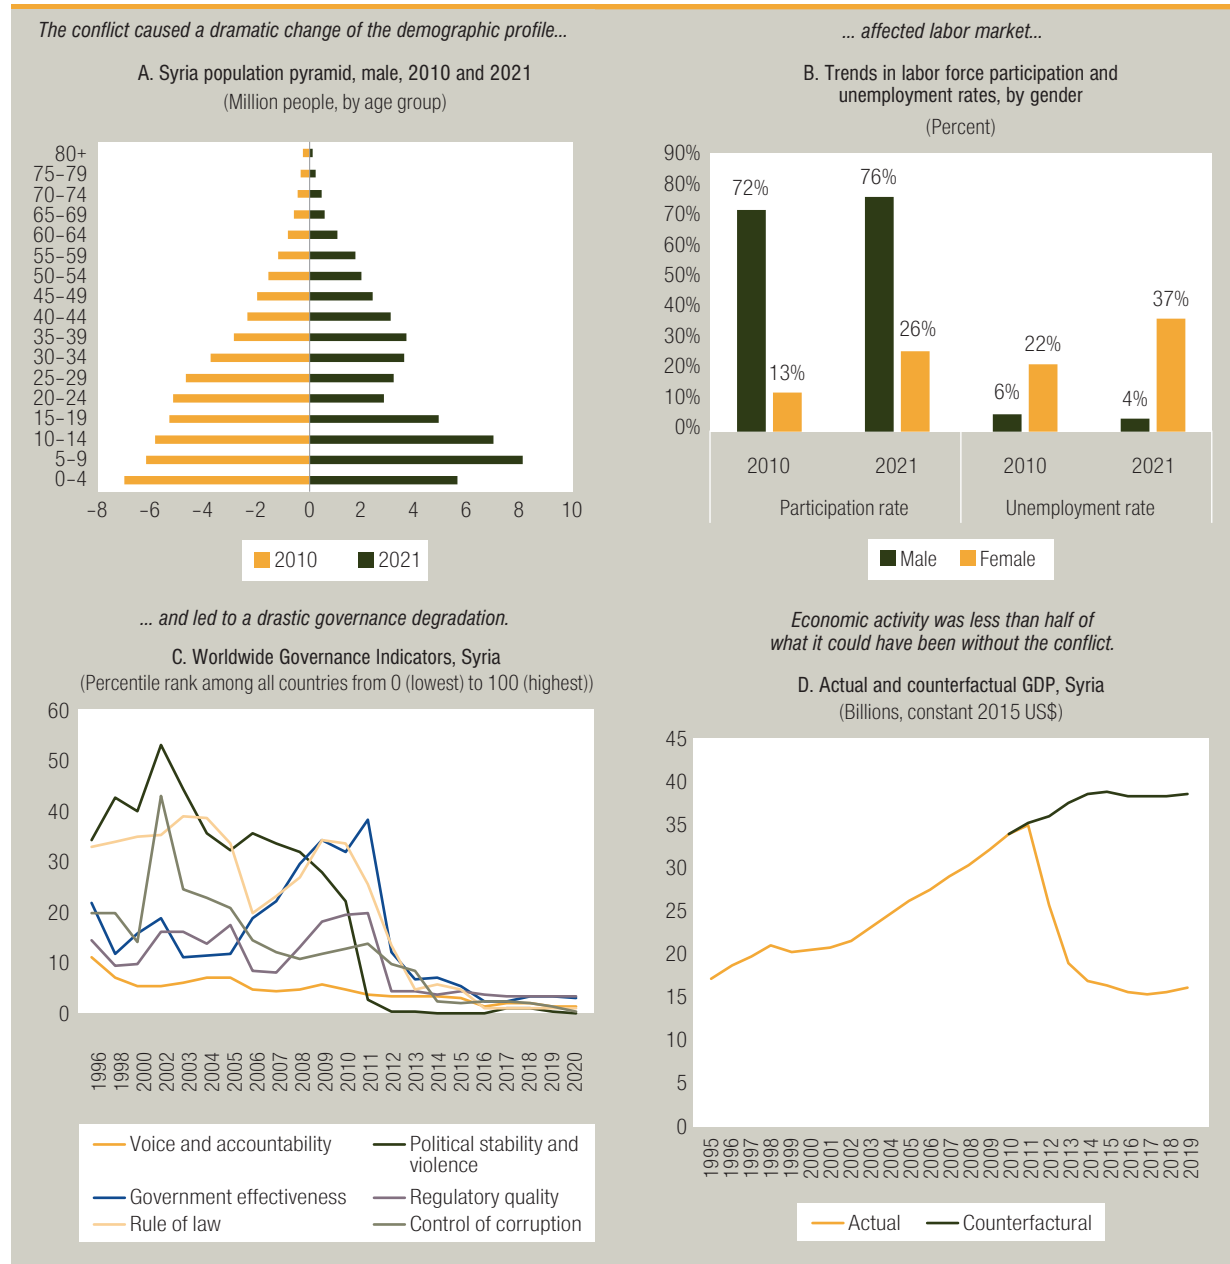 The conflict caused a dramatic change of the demographic profile...
A. Syria population pyramid, male, 2010 and 2021
(Million people, by age group)
80+
75–79
70–74
65–69
60–64
55–59
50–54
45–49
40–44
35–39
30–34
25–29
20–24
15–19
10–14
5–9
0–4
–8 –6 –4 –2 0 2 4 6 8 10
2010 2021
... affected labor market...
B. Trends in labor force participation and
unemployment rates, by gender
(Percent)
90%
80%
70%
60%
50%
40%
30%
20%
10%
0%
72% 13% 76% 26% 6% 22% 4% 37%
2010 2021 2010 2021
Participation rate Unemployment rate
Male Female
... and led to a drastic governance degradation.
C. Worldwide Governance Indicators, Syria
(Percentile rank among all countries from 0 (lowest) to 100 (highest))
60
50
40
30
20
10
0
1996 1998 2000 2002 2003 2004 2005 2006 2007 2008 2009 2010 2011 2012 2013 2014 2015 2016 2017 2018 2019 2020
Voice and accountability Political stability and
violence
Government effectiveness Regulatory quality
Rule of law Control of corruption
Economic activity was less than half of
what it could have been without the conflict.
D. Actual and counterfactual GDP, Syria
(Billions, constant 2015 US$)
45
40
35
30
25
20
15
10
5
0
1995 1996 1997 1998 1999 2000 2001 2002 2003 2004 2005 2006 2007 2008 2009 2010 2011 2012 2013 2014 2015 2016 2017 2018 2019
Actual Counterfactural